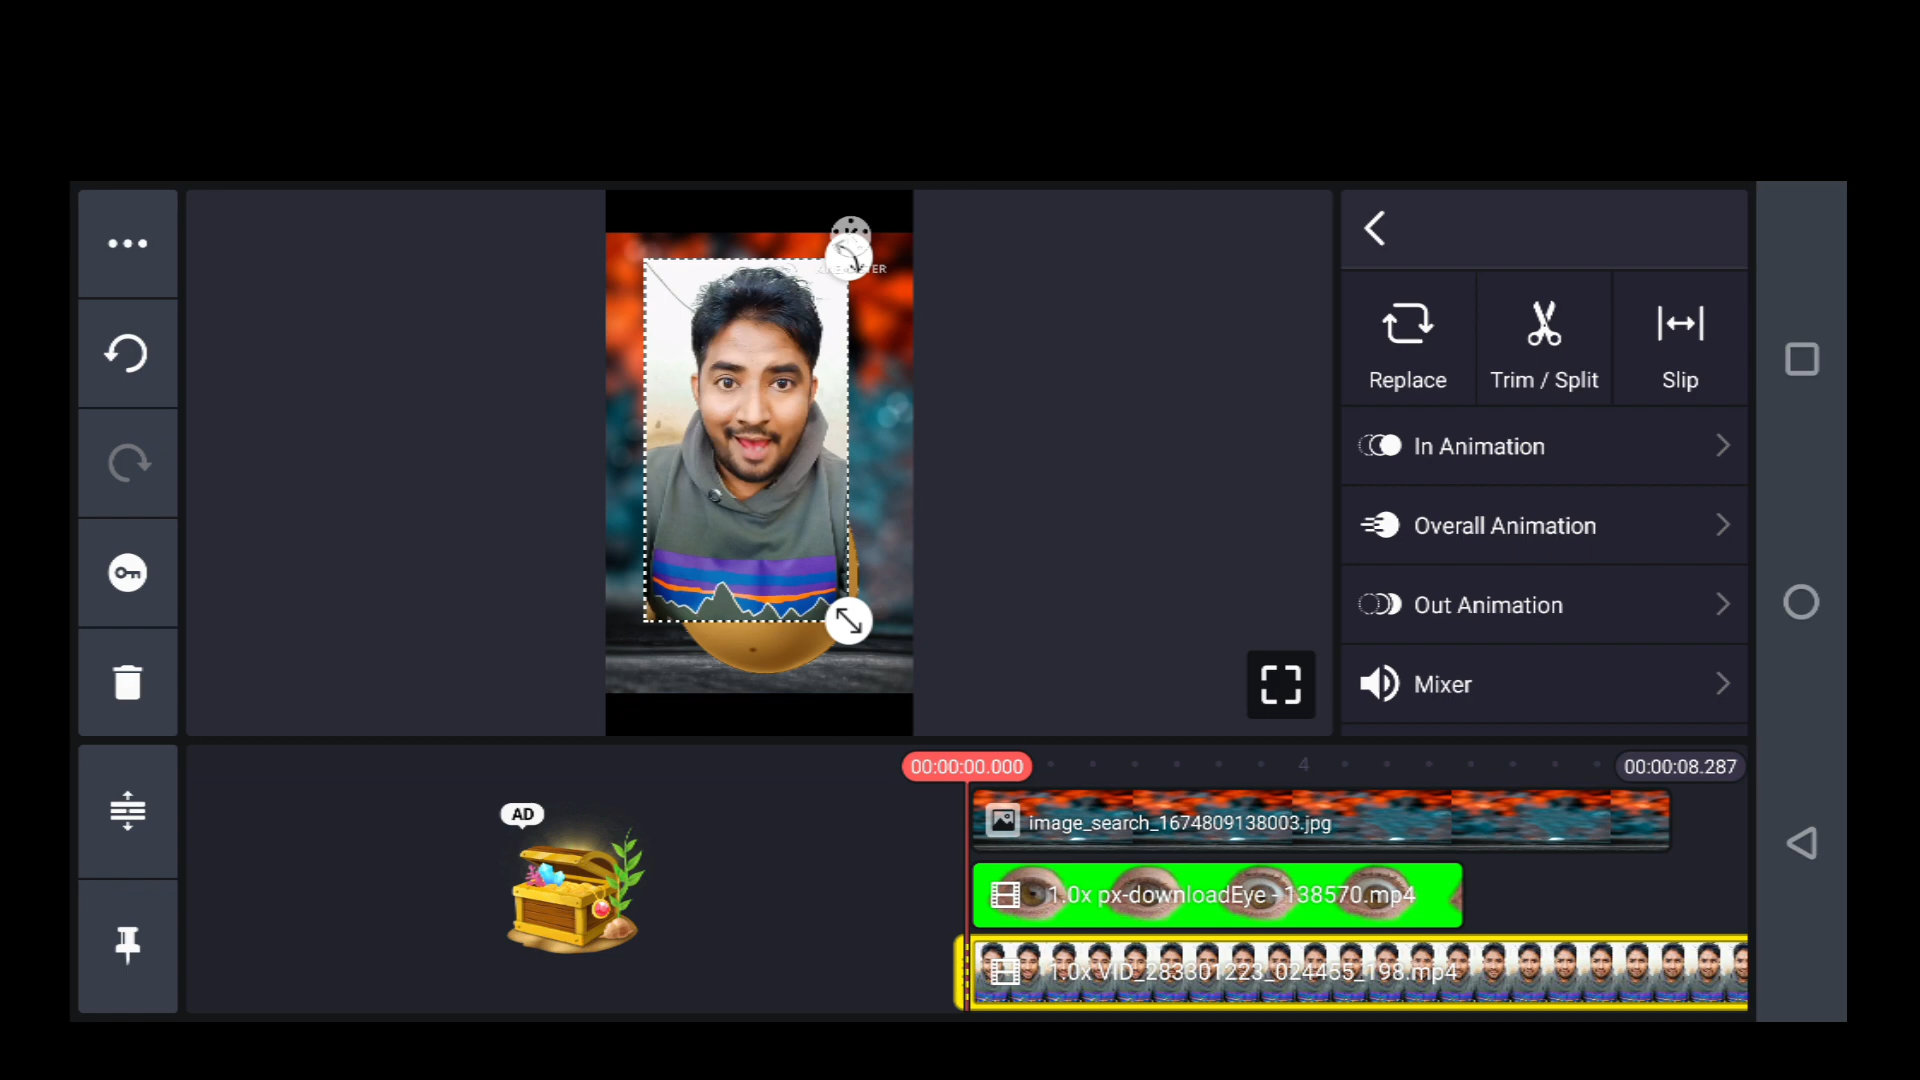 Replace
Trim / Split
Slip
In Animation
Overall Animation
Out Animation
Mixer
00:00:00.000
4
00:00:08.287
AD
image_search_1674809138003.jpg
1.0x px-downloadEye - 138570.mp4
1.0x VID_283301223_024455_198.mp4